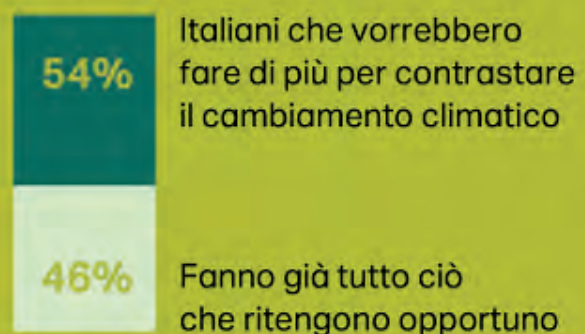 54%
Italiani che vorrebbero
fare di più per contrastare
il cambiamento climatico
46%
Fanno già tutto ciò
che ritengono opportuno